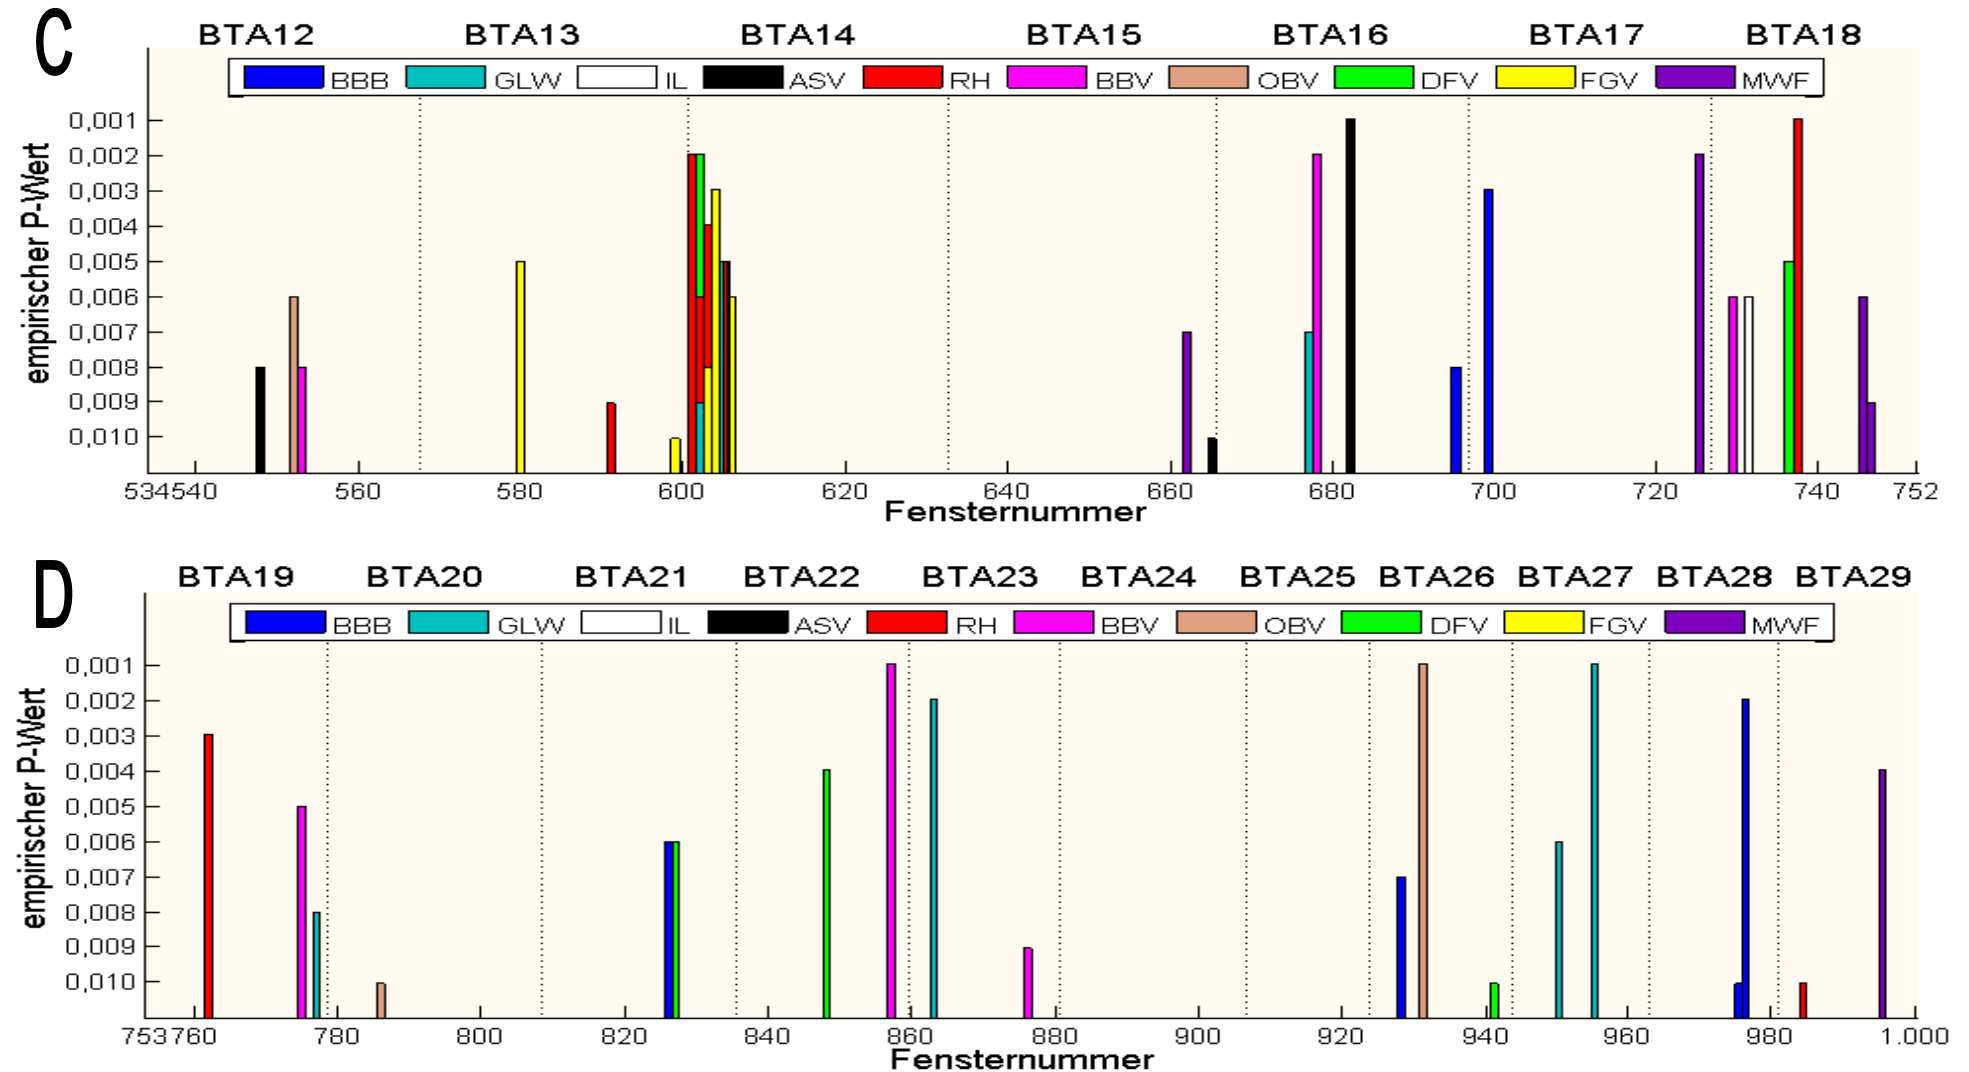 C
BTA12 BTA13 BTA14 BTA15 BTA16 BTA17 BTA18
BBB GLW IL ASV RH BBV OBV DFV FGV MWF
empirischer P-Wert
0,001
0,002
0,003
0,004
0,005
0,006
0,007
0,008
0,009
0,010
534540 560 580 600 620 640 660 680 700 720 740 752
Fensternummer
D
BTA19 BTA20 BTA21 BTA22 BTA23 BTA24 BTA25 BTA26 BTA27 BTA28 BTA29
BBB GLW IL ASV RH BBV OBV DFV FGV MWF
empirischer P-Wert
0,001
0,002
0,003
0,004
0,005
0,006
0,007
0,008
0,009
0,010
753760 780 800 820 840 860 880 900 920 940 960 980 1.000
Fensternummer